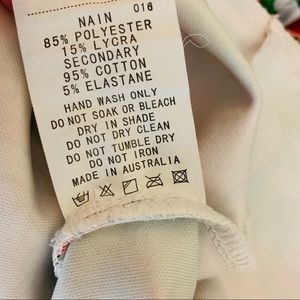 NAIN 016
85% POLYESTER
15% LYCRA
SECONDARY
95% COTTON
5% ELASTANE
HAND WASH ONLY
DO NOT SOAK OR BLEACH
DRY IN SHADE
DO NOT DRY CLEAN
DO NOT TUMBLE DRY
DO NOT IRON
MADE IN AUSTRALIA